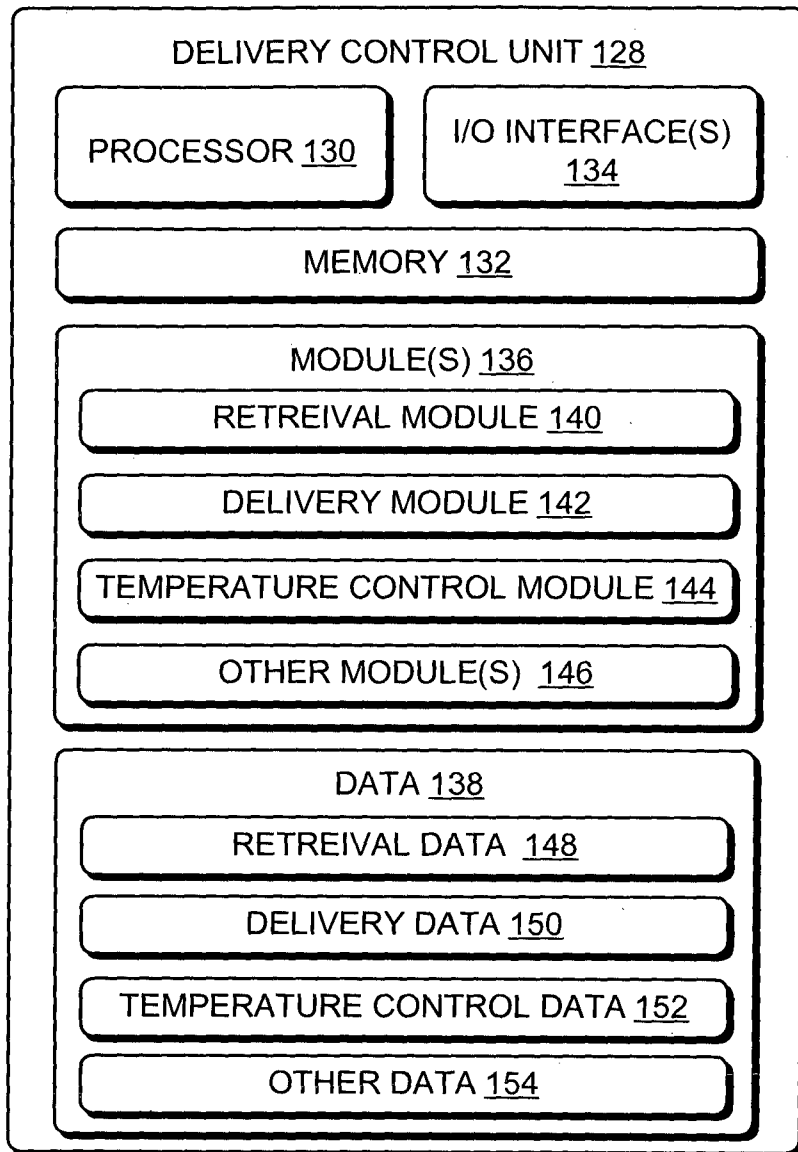 DELIVERY CONTROL UNIT 128
PROCESSOR 130
I/O INTERFACE(S)
134
MEMORY 132
MODULE(S) 136
RETREIVAL MODULE 140
DELIVERY MODULE 142
TEMPERATURE CONTROL MODULE 144
OTHER MODULE(S) 146
DATA 138
RETREIVAL DATA 148
DELIVERY DATA 150
TEMPERATURE CONTROL DATA 152
OTHER DATA 154